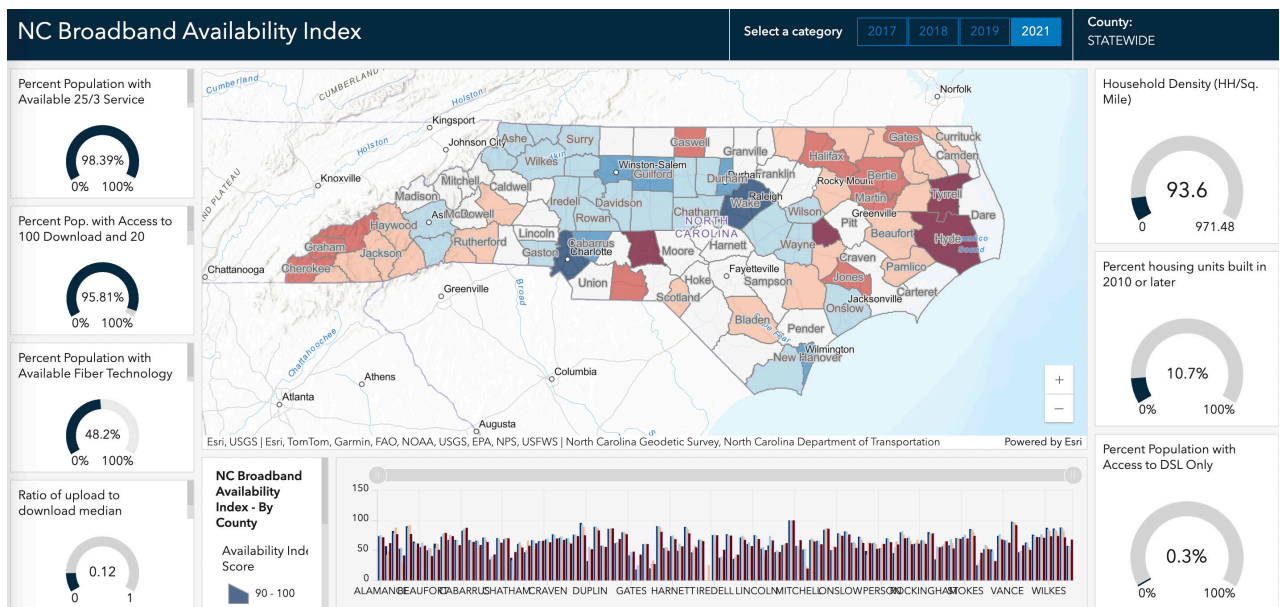 NC Broadband Availability Index
Select a category
2017
2018
2019
2021
County:
STATEWIDE
Percent Population with
Available 25/3 Service
98.39%
0% 100%
Percent Pop. with Access to
100 Download and 20
95.81%
0% 100%
Percent Population with
Available Fiber Technology
48.2%
0% 100%
Ratio of upload to
download median
0.12
0 1
Cumberland
CUMBERLAND
Holston
Norfolk
Kingsport
Johnson City
Ashe
Surry
Caswell
Gates
Currituck
Holston
Granville
Camden
Wilkes
Winston-Salem
Guilford
Durham
Franklin
Halifax
Bertie
Knoxville
Mitchell
Caldwell
Rocky Mount
Madison
Iredell
Davidson
Raleigh
Wake
Martin
Tyrrell
McDowell
Rowan
Chatham
Wilson
Greenville
Dare
Haywood
NORTH
CAROLINA
Pitt
Graham
Jackson
Rutherford
Lincoln
Cabarrus
Moore
Harnett
Wayne
Beaufort
Hyde
Sound
Cherokee
Gaston
Charlotte
Craven
Pamlico
Chattanooga
Fayetteville
Hoke
Sampson
Jones
Union
Carteret
Greenville
Scotland
Jacksonville
Onslow
Broad
Bladen
Pender
Chattahoochee
Wilmington
New Hanover
Athens
Columbia
Atlanta
Augusta
+
−
Esri, USGS | Esri, TomTom, Garmin, FAO, NOAA, USGS, EPA, NPS, USFWS | North Carolina Geodetic Survey, North Carolina Department of Transportation
Powered by Esri
NC Broadband
Availability
Index - By
County
Availability Inde
Score
90 - 100
150
100
50
0
ALAMANCE BEAUFORT CABARRUS CHATHAM CRAVEN DUPLIN GATES HARNETT IREDELL LINCOLN MITCHELL ONSLOW PERSON ROCKINGHAM STOKES VANCE WILKES
Household Density (HH/Sq.
Mile)
93.6
0 971.48
Percent housing units built in
2010 or later
10.7%
0% 100%
Percent Population with
Access to DSL Only
0.3%
0% 100%